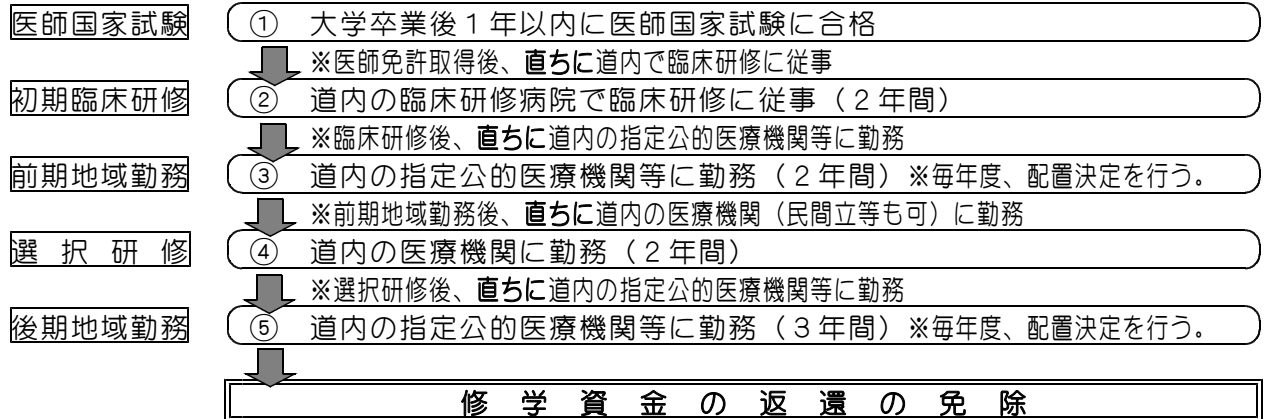 医師国家試験 ① 大学卒業後1年以内に医師国家試験に合格
※医師免許取得後、直ちに道内で臨床研修に従事
初期臨床研修 ② 道内の臨床研修病院で臨床研修に従事(2年間)
※臨床研修後、直ちに道内の指定公的医療機関等に勤務
前期地域勤務 ③ 道内の指定公的医療機関等に勤務(2年間)※毎年度、配置決定を行う。
※前期地域勤務後、直ちに道内の医療機関(民間立等も可)に勤務
選択研修 ④ 道内の医療機関に勤務(2年間)
※選択研修後、直ちに道内の指定公的医療機関等に勤務
後期地域勤務 ⑤ 道内の指定公的医療機関等に勤務(3年間)※毎年度、配置決定を行う。
修学資金の返還の免除